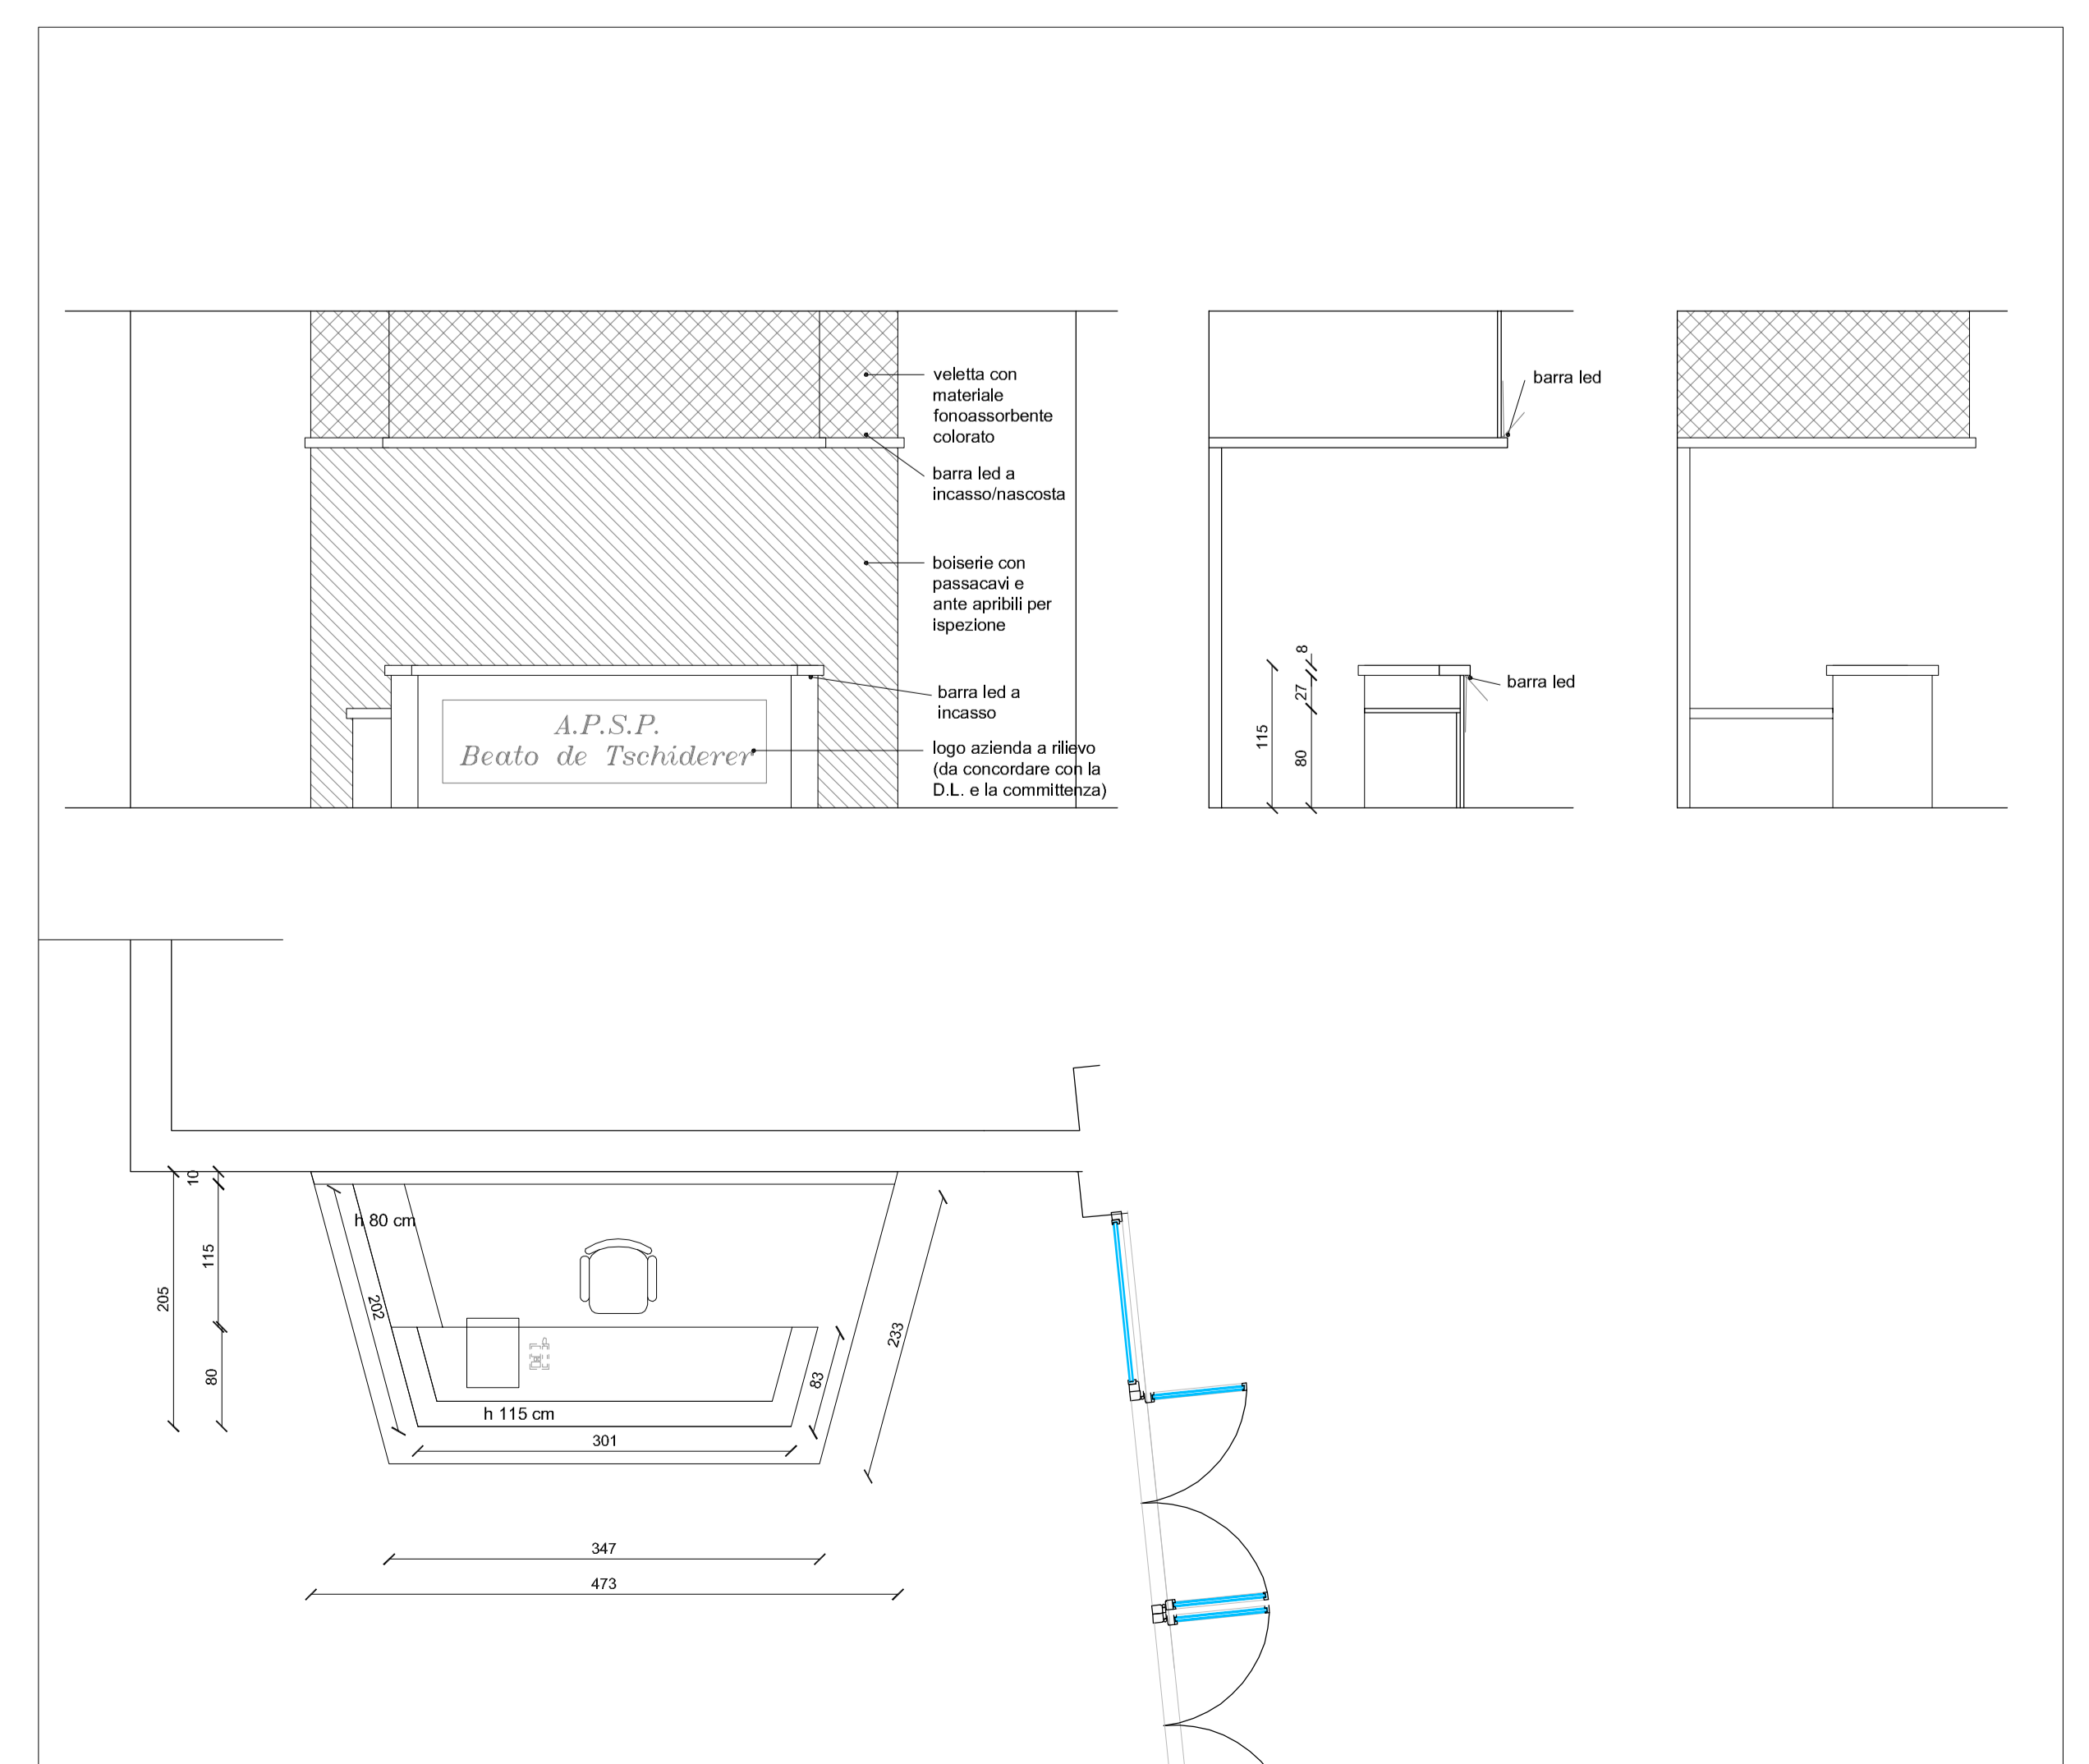 veletta con
materiale
fonoassorbente
colorato
barra led a
incasso/nascosta
boiserie con
passacavi e
ante apribili per
ispezione
barra led a
incasso
logo azienda a rilievo
(da concordare con la
D.L. e la committenza)
A.P.S.P.
Beato de Tschiderer
barra led
barra led
8
27
115
80
10
h 80 cm
115
205
202
233
80
83
h 115 cm
301
347
473